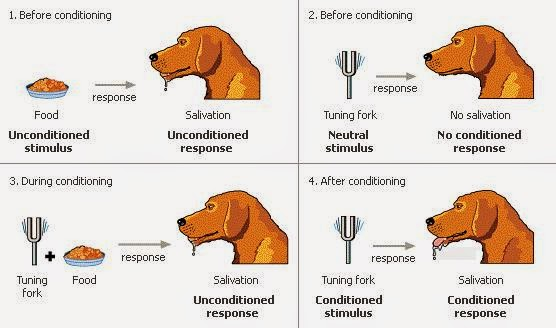 1. Before conditioning
response
Food
Salivation
Unconditioned
stimulus
Unconditioned
response
2. Before conditioning
response
Tuning fork
No salivation
Neutral
stimulus
No conditioned
response
3. During conditioning
response
Tuning
fork
Food
Salivation
Unconditioned
response
4. After conditioning
response
Tuning fork
Salivation
Conditioned
stimulus
Conditioned
response